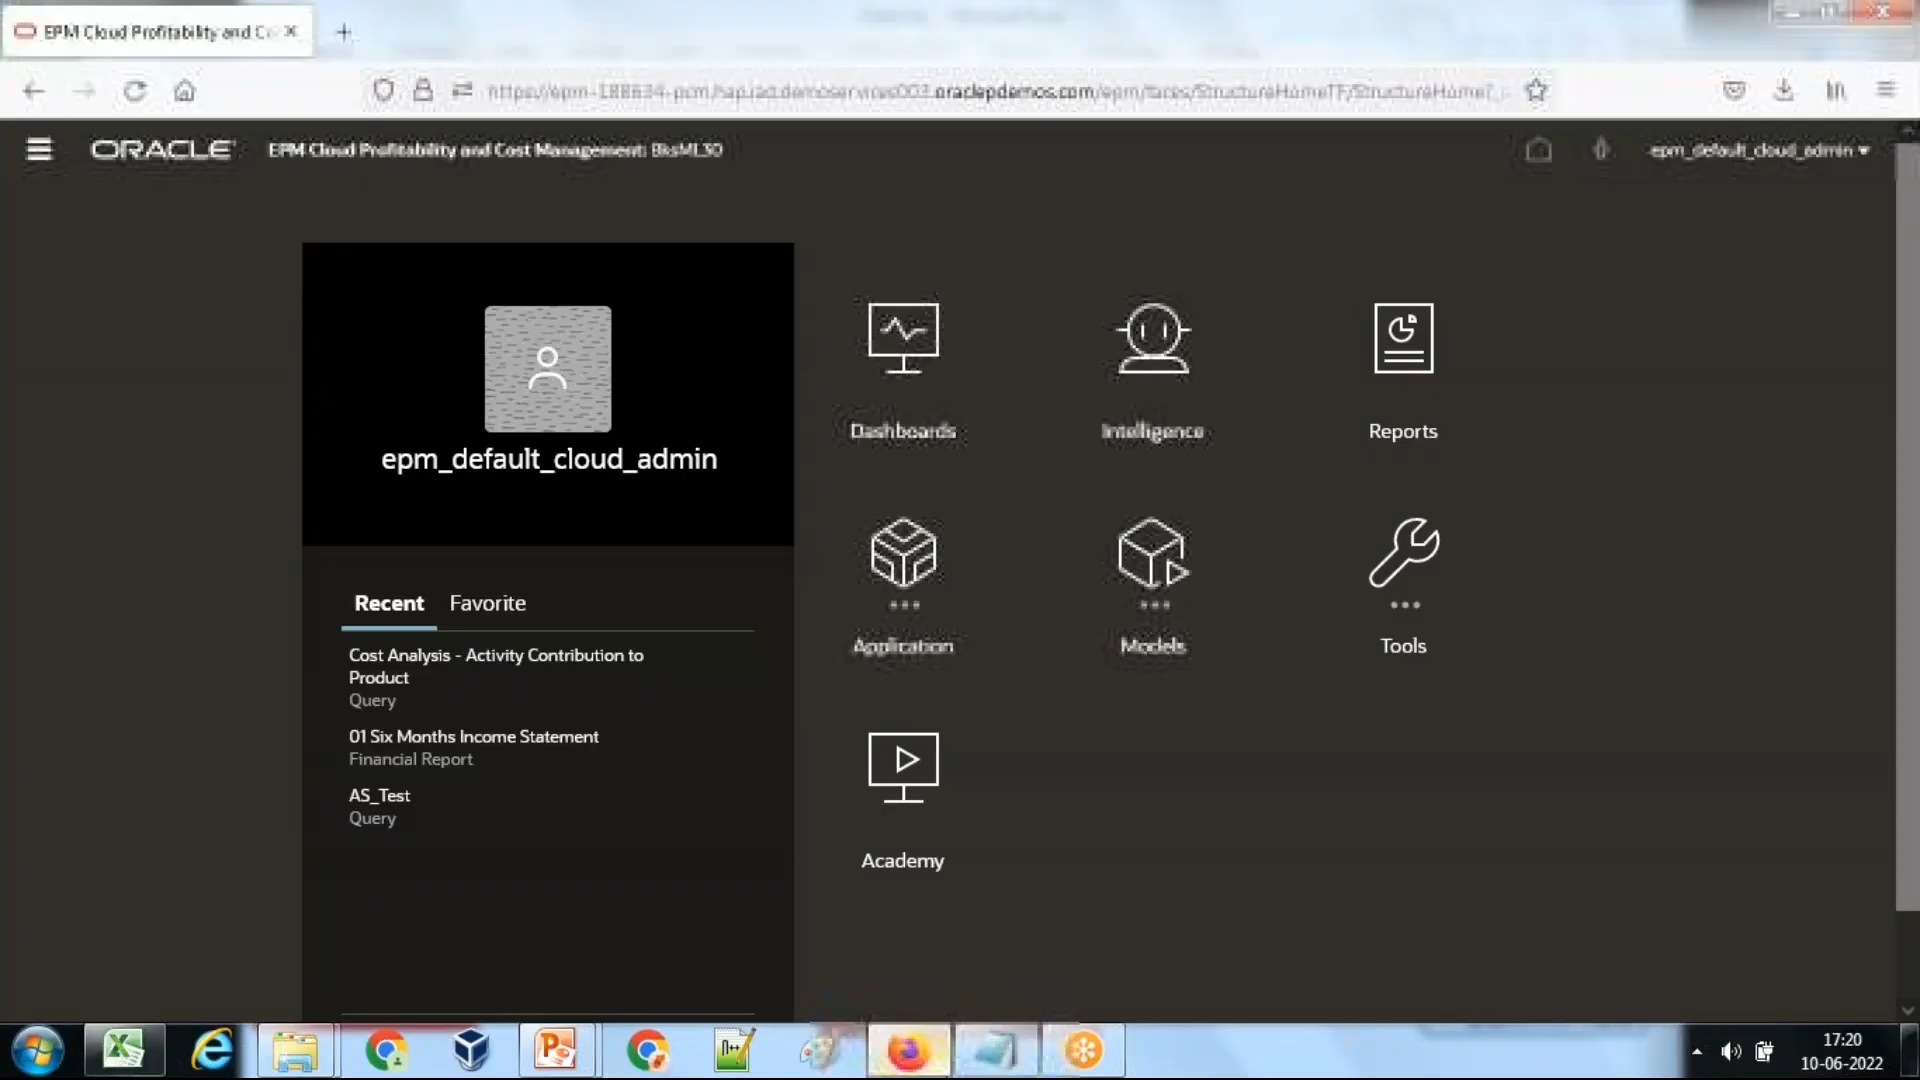 EPM Cloud Profitability and C
oraclepdemos.com
ORACLE
EPM Cloud Profitability and Cost Management: BksML30
epm_default_cloud_admin
epm_default_cloud_admin
Dashboards
Intelligence
Reports
Recent
Favorite
Cost Analysis - Activity Contribution to
Product
Query
01 Six Months Income Statement
Financial Report
AS_Test
Query
Application
Models
Tools
Academy
17:20
10-06-2022